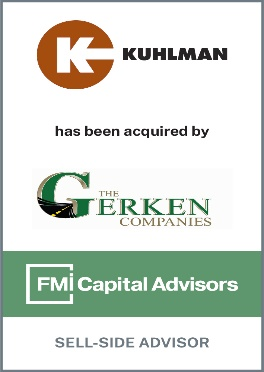 K KUHLMAN
has been acquired by
THE
GERKEN
COMPANIES
FMI Capital Advisors
SELL-SIDE ADVISOR